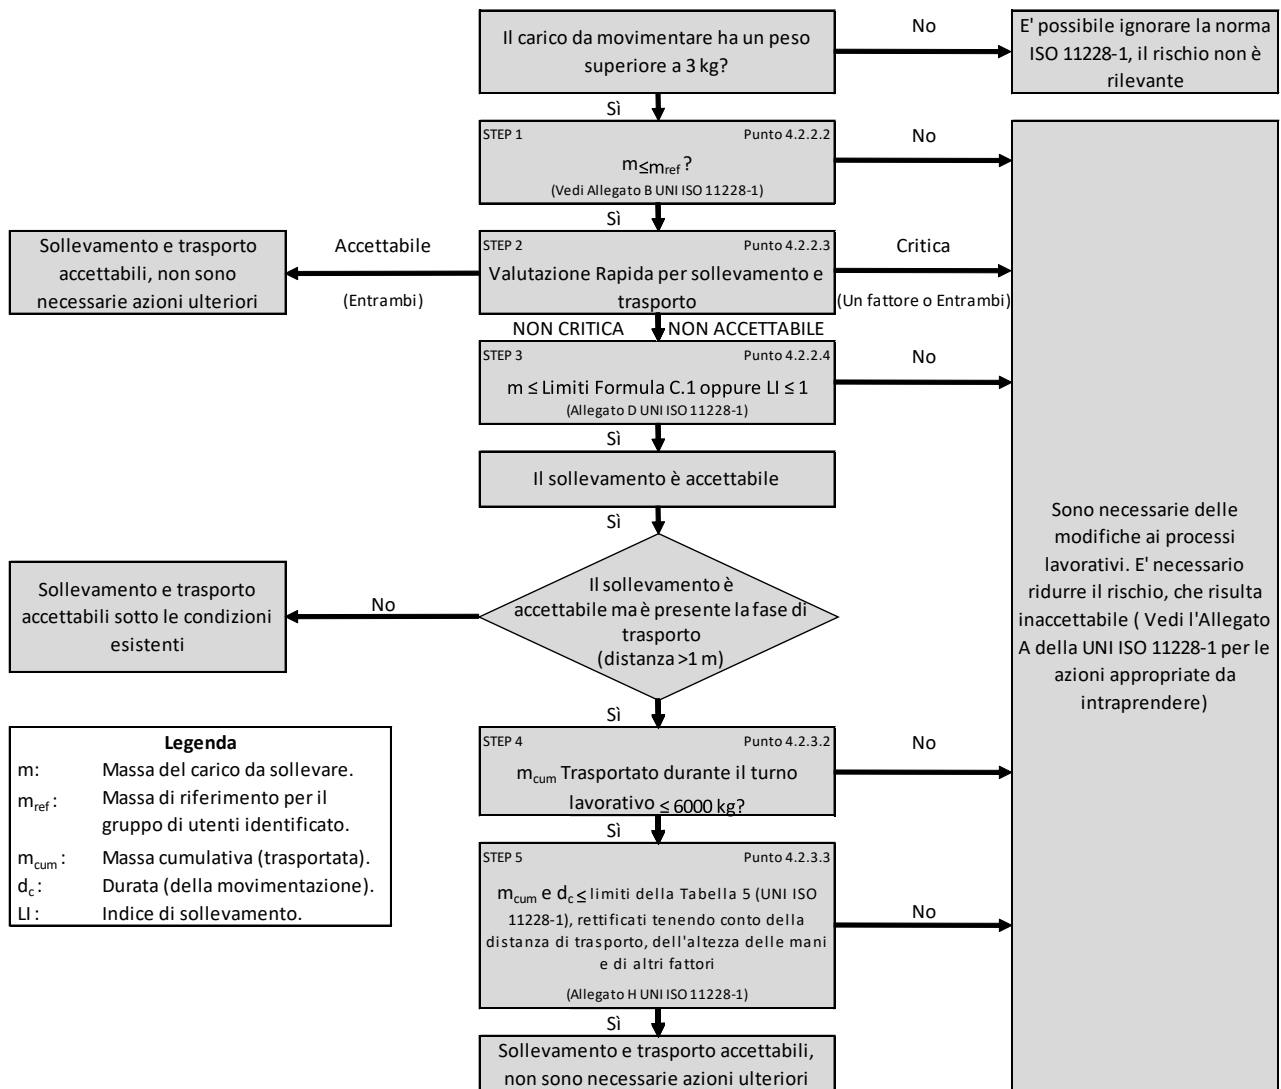 Il carico da movimentare ha un peso
superiore a 3 kg?
No
E' possibile ignorare la norma
ISO 11228-1, il rischio non è
rilevante
Sì
STEP 1
Punto 4.2.2.2
m≤mref ?
(Vedi Allegato B UNI ISO 11228-1)
No
Sì
Sollevamento e trasporto
accettabili, non sono
necessarie azioni ulteriori
Accettabile
(Entrambi)
STEP 2
Punto 4.2.2.3
Valutazione Rapida per sollevamento e
trasporto
Critica
(Un fattore o Entrambi)
NON CRITICA
NON ACCETTABILE
STEP 3
Punto 4.2.2.4
m ≤ Limiti Formula C.1 oppure LI ≤ 1
(Allegato D UNI ISO 11228-1)
No
Sì
Il sollevamento è accettabile
Sì
Sono necessarie delle
modifiche ai processi
lavorativi. E' necessario
ridurre il rischio, che risulta
inaccettabile ( Vedi l'Allegato
A della UNI ISO 11228-1 per le
azioni appropriate da
intraprendere)
Sollevamento e trasporto
accettabili sotto le condizioni
esistenti
No
Il sollevamento è
accettabile ma è presente la fase di
trasporto
(distanza >1 m)
Sì
STEP 4
Punto 4.2.3.2
mcum Trasportato durante il turno
lavorativo ≤ 6000 kg?
No
Sì
Legenda
m: Massa del carico da sollevare.
mref : Massa di riferimento per il
gruppo di utenti identificato.
mcum : Massa cumulativa (trasportata).
dc : Durata (della movimentazione).
LI : Indice di sollevamento.
STEP 5
Punto 4.2.3.3
mcum e dc ≤ limiti della Tabella 5 (UNI ISO
11228-1), rettificati tenendo conto della
distanza di trasporto, dell'altezza delle mani
e di altri fattori
(Allegato H UNI ISO 11228-1)
No
Sì
Sollevamento e trasporto accettabili,
non sono necessarie azioni ulteriori